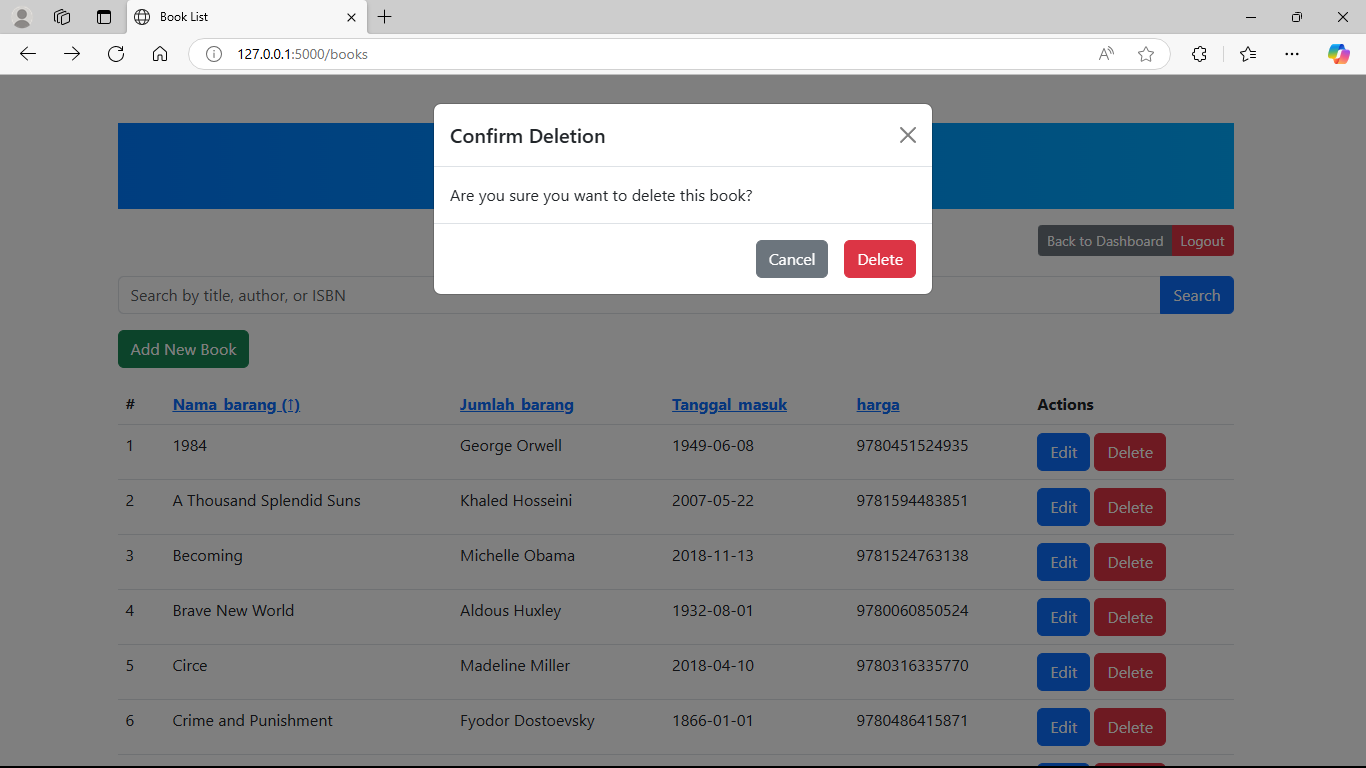 Book List
127.0.0.1:5000/books
Confirm Deletion
Are you sure you want to delete this book?
Cancel Delete
Back to Dashboard Logout
Search by title, author, or ISBN Search
Add New Book
# Nama_barang (↑) Jumlah_barang Tanggal_masuk harga Actions
1 1984 George Orwell 1949-06-08 9780451524935 Edit Delete
2 A Thousand Splendid Suns Khaled Hosseini 2007-05-22 9781594483851 Edit Delete
3 Becoming Michelle Obama 2018-11-13 9781524763138 Edit Delete
4 Brave New World Aldous Huxley 1932-08-01 9780060850524 Edit Delete
5 Circe Madeline Miller 2018-04-10 9780316335770 Edit Delete
6 Crime and Punishment Fyodor Dostoevsky 1866-01-01 9780486415871 Edit Delete